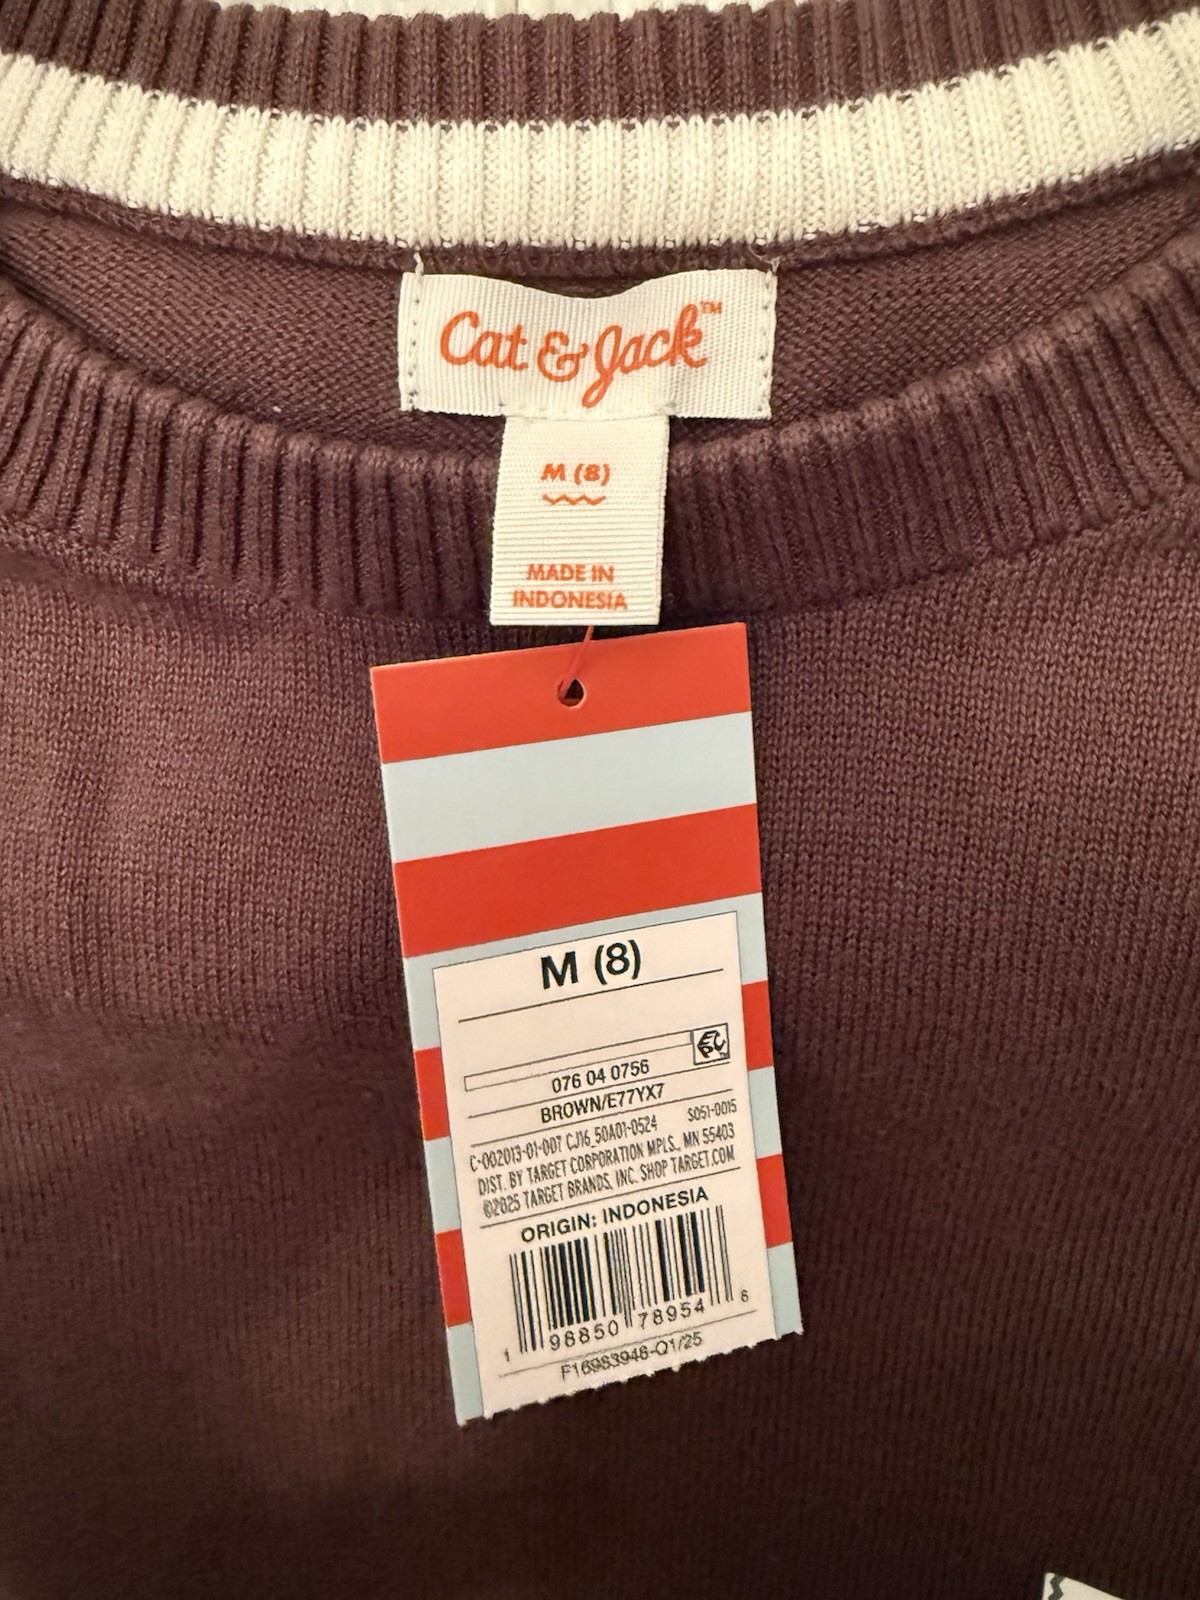 Cat & Jack™
M (8)
MADE IN
INDONESIA
M (8)
076 04 0756
BROWN/E77YX7
C-002013-01-007 CJ16_50A01-0524 S051-0015
DIST. BY TARGET CORPORATION MPLS., MN 55403
©2025 TARGET BRANDS, INC. SHOP TARGET.COM
ORIGIN: INDONESIA
1 98850 78954 6
F16983946-Q1/25